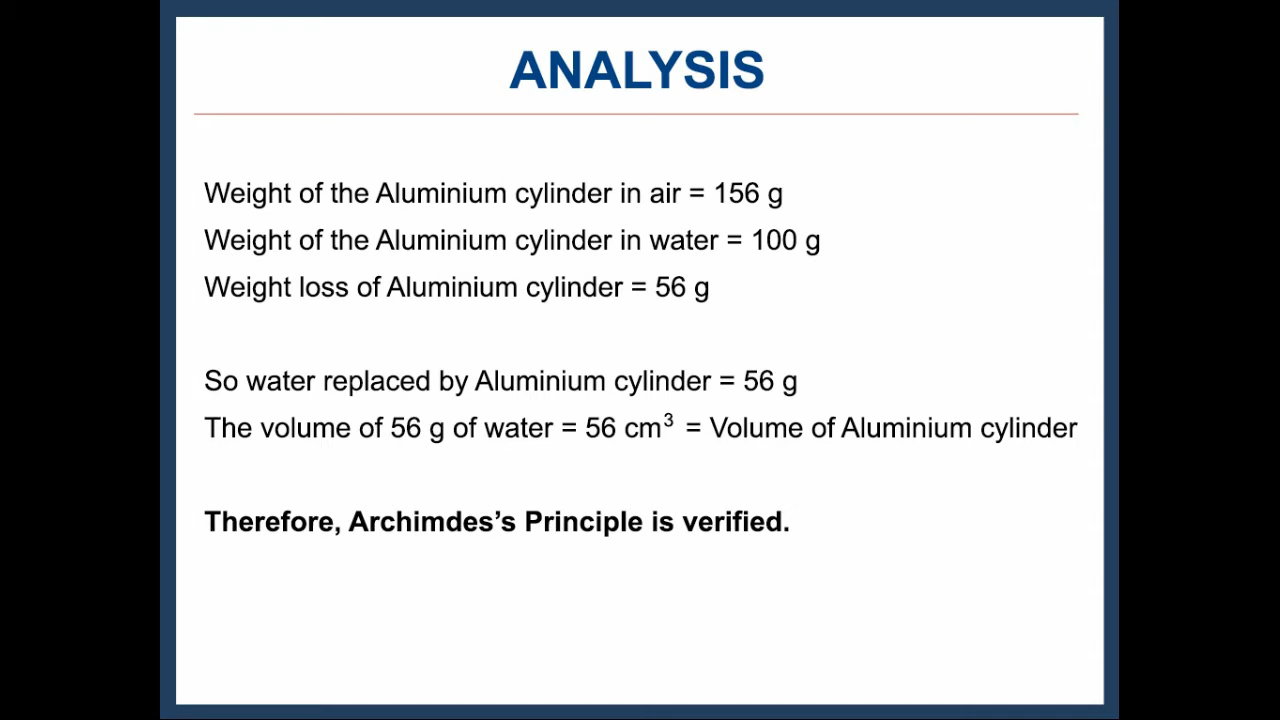 ANALYSIS
Weight of the Aluminium cylinder in air = 156 g
Weight of the Aluminium cylinder in water = 100 g
Weight loss of Aluminium cylinder = 56 g
So water replaced by Aluminium cylinder = 56 g
The volume of 56 g of water = 56 cm³ = Volume of Aluminium cylinder
Therefore, Archimdes’s Principle is verified.